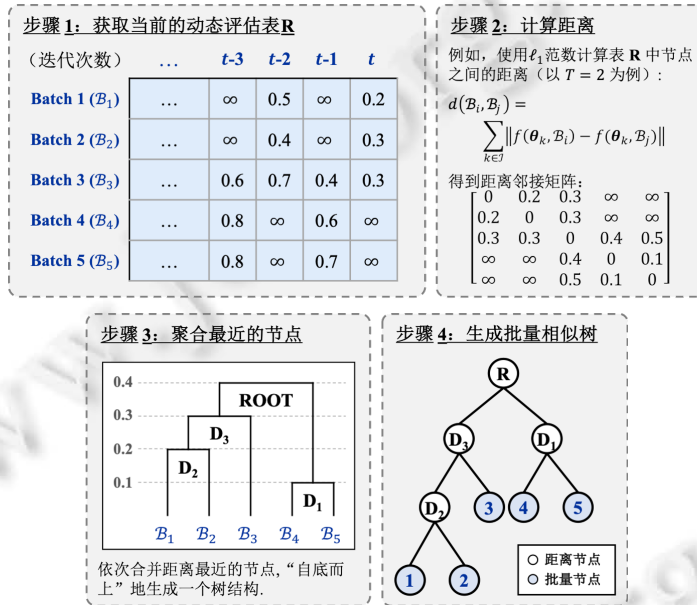 步骤 1：获取当前的动态评估表R
（迭代次数） … t-3 t-2 t-1 t
Batch 1 (ℬ₁) … ∞ 0.5 ∞ 0.2
Batch 2 (ℬ₂) … ∞ 0.4 ∞ 0.3
Batch 3 (ℬ₃) … 0.6 0.7 0.4 0.3
Batch 4 (ℬ₄) … 0.8 ∞ 0.6 ∞
Batch 5 (ℬ₅) … 0.8 ∞ 0.7 ∞
步骤 2：计算距离
例如，使用ℓ₁范数计算表 R 中节点
之间的距离（以 T = 2 为例）:
d(ℬᵢ,ℬⱼ) =
∑‖f(θₖ,ℬᵢ) − f(θₖ,ℬⱼ)‖
k∈ℐ
得到距离邻接矩阵:
0 0.2 0.3 ∞ ∞
0.2 0 0.3 ∞ ∞
0.3 0.3 0 0.4 0.5
∞ ∞ 0.4 0 0.1
∞ ∞ 0.5 0.1 0
步骤 3：聚合最近的节点
0.4
ROOT
0.3
D₃
0.2
D₂
0.1
D₁
ℬ₁ ℬ₂ ℬ₃ ℬ₄ ℬ₅
依次合并距离最近的节点,“自底而
上”地生成一个树结构.
步骤 4：生成批量相似树
R
D₃ D₁
D₂ 3 4 5
1 2
距离节点
批量节点